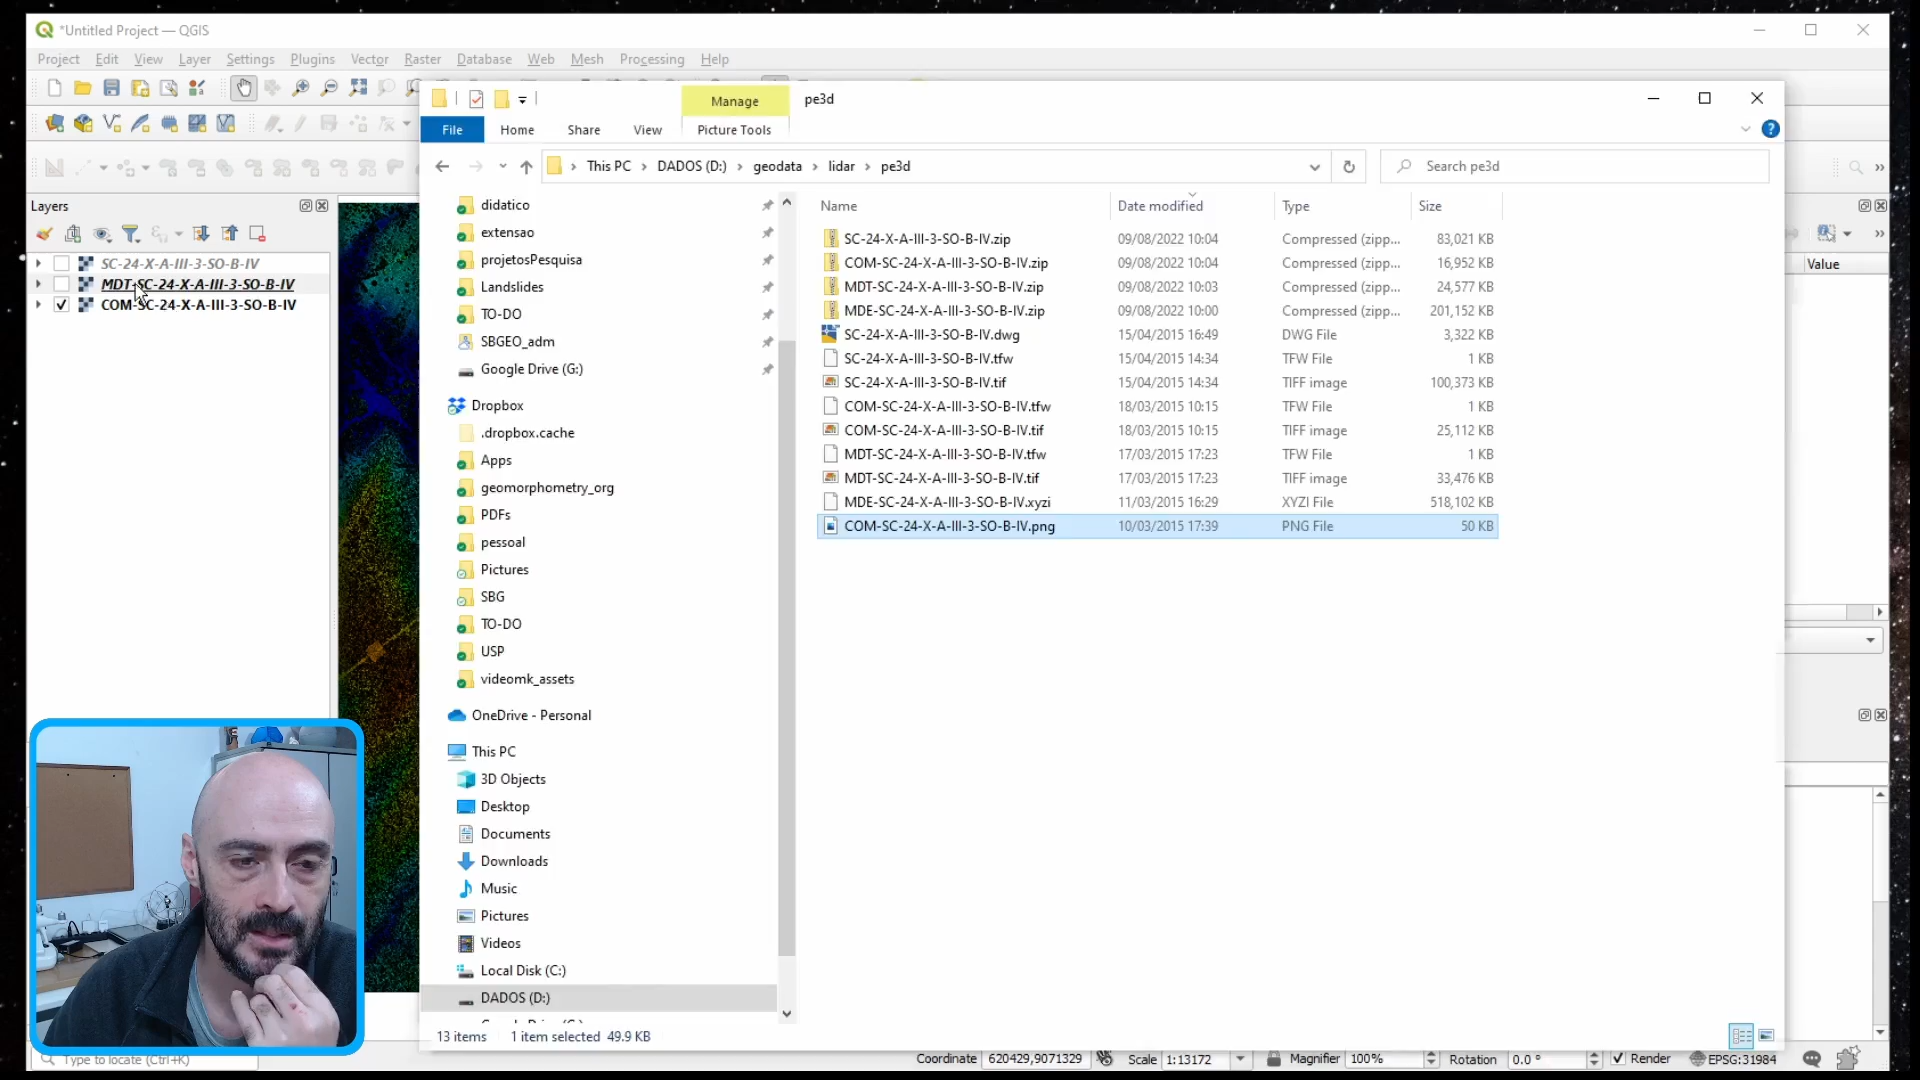 *Untitled Project — QGIS
Project Edit View Layer Settings Plugins Vector Raster Database Web Mesh Processing Help
Manage pe3d
File Home Share View Picture Tools
This PC DADOS (D:) geodata lidar pe3d
Search pe3d
Layers
SC-24-X-A-III-3-SO-B-IV
MDT-SC-24-X-A-III-3-SO-B-IV
COM-SC-24-X-A-III-3-SO-B-IV
Value
didatico
extensao
projetosPesquisa
Landslides
TO-DO
SBGEO_adm
Google Drive (G:)
Dropbox
.dropbox.cache
Apps
geomorphometry_org
PDFs
pessoal
Pictures
SBG
TO-DO
USP
videomk_assets
OneDrive - Personal
This PC
3D Objects
Desktop
Documents
Downloads
Music
Pictures
Videos
Local Disk (C:)
DADOS (D:)
Name Date modified Type Size
SC-24-X-A-III-3-SO-B-IV.zip 09/08/2022 10:04 Compressed (zipp... 83,021 KB
COM-SC-24-X-A-III-3-SO-B-IV.zip 09/08/2022 10:04 Compressed (zipp... 16,952 KB
MDT-SC-24-X-A-III-3-SO-B-IV.zip 09/08/2022 10:03 Compressed (zipp... 24,577 KB
MDE-SC-24-X-A-III-3-SO-B-IV.zip 09/08/2022 10:00 Compressed (zipp... 201,152 KB
SC-24-X-A-III-3-SO-B-IV.dwg 15/04/2015 16:49 DWG File 3,322 KB
SC-24-X-A-III-3-SO-B-IV.tfw 15/04/2015 14:34 TFW File 1 KB
SC-24-X-A-III-3-SO-B-IV.tif 15/04/2015 14:34 TIFF image 100,373 KB
COM-SC-24-X-A-III-3-SO-B-IV.tfw 18/03/2015 10:15 TFW File 1 KB
COM-SC-24-X-A-III-3-SO-B-IV.tif 18/03/2015 10:15 TIFF image 25,112 KB
MDT-SC-24-X-A-III-3-SO-B-IV.tfw 17/03/2015 17:23 TFW File 1 KB
MDT-SC-24-X-A-III-3-SO-B-IV.tif 17/03/2015 17:23 TIFF image 33,476 KB
MDE-SC-24-X-A-III-3-SO-B-IV.xyzi 11/03/2015 16:29 XYZI File 518,102 KB
COM-SC-24-X-A-III-3-SO-B-IV.png 10/03/2015 17:39 PNG File 50 KB
13 items 1 item selected 49.9 KB
Type to locate (Ctrl+K) Coordinate 620429,9071329 Scale 1:13172 Magnifier 100% Rotation 0.0 ° Render EPSG:31984